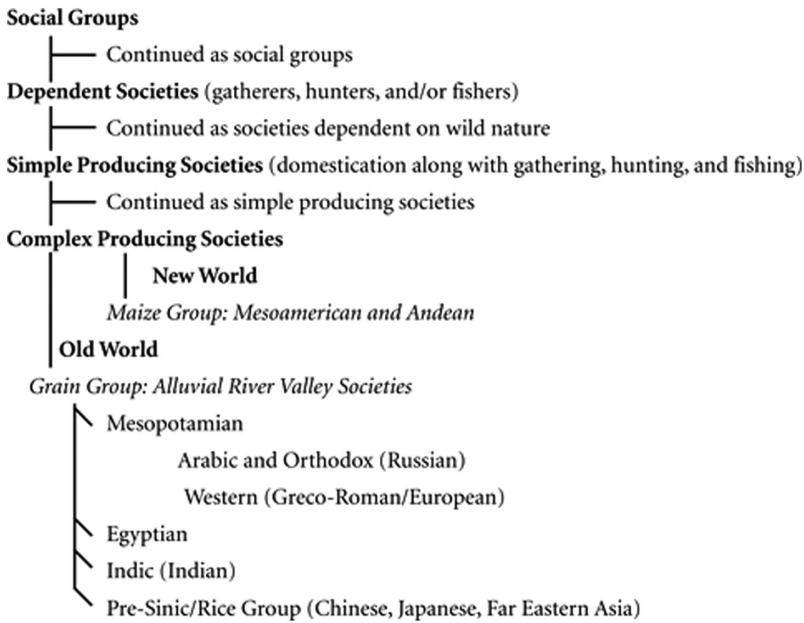 Social Groups
Continued as social groups
Dependent Societies (gatherers, hunters, and/or fishers)
Continued as societies dependent on wild nature
Simple Producing Societies (domestication along with gathering, hunting, and fishing)
Continued as simple producing societies
Complex Producing Societies
New World
Maize Group: Mesoamerican and Andean
Old World
Grain Group: Alluvial River Valley Societies
Mesopotamian
Arabic and Orthodox (Russian)
Western (Greco-Roman/European)
Egyptian
Indic (Indian)
Pre-Sinic/Rice Group (Chinese, Japanese, Far Eastern Asia)